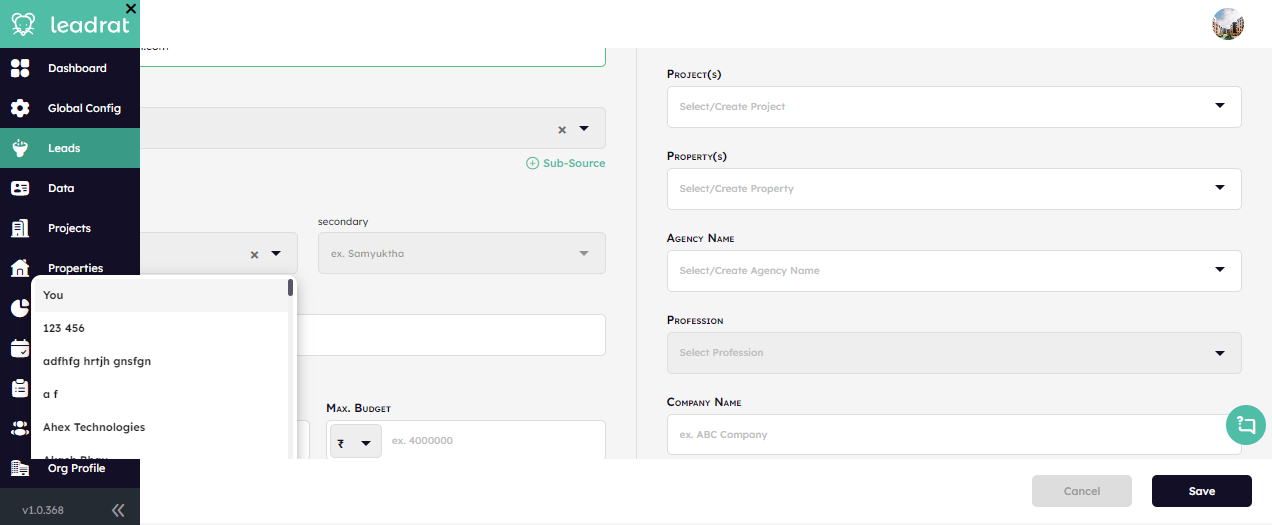 leadrat
Dashboard
Global Config
Leads
Data
Projects
Properties
Org Profile
v1.0.368
.com
Sub-Source
secondary
ex. Samyuktha
You
123 456
adfhfg hrtjh gnsfgn
a f
Ahex Technologies
Max. Budget
₹
ex. 4000000
Project(s)
Select/Create Project
Property(s)
Select/Create Property
Agency Name
Select/Create Agency Name
Profession
Select Profession
Company Name
ex. ABC Company
Cancel
Save